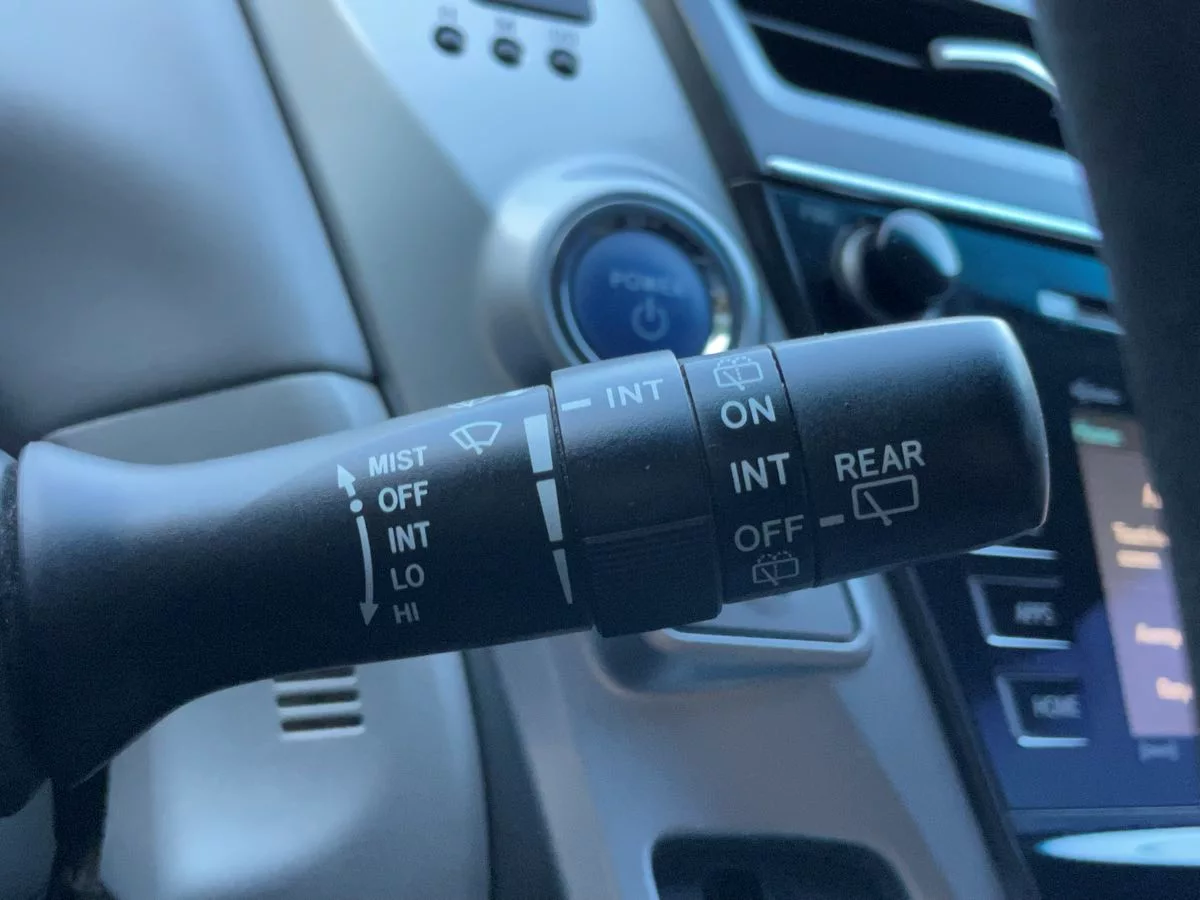 POWER
MIST
OFF
INT
LO
HI
INT
ON
INT
OFF
REAR
APPS
HOME